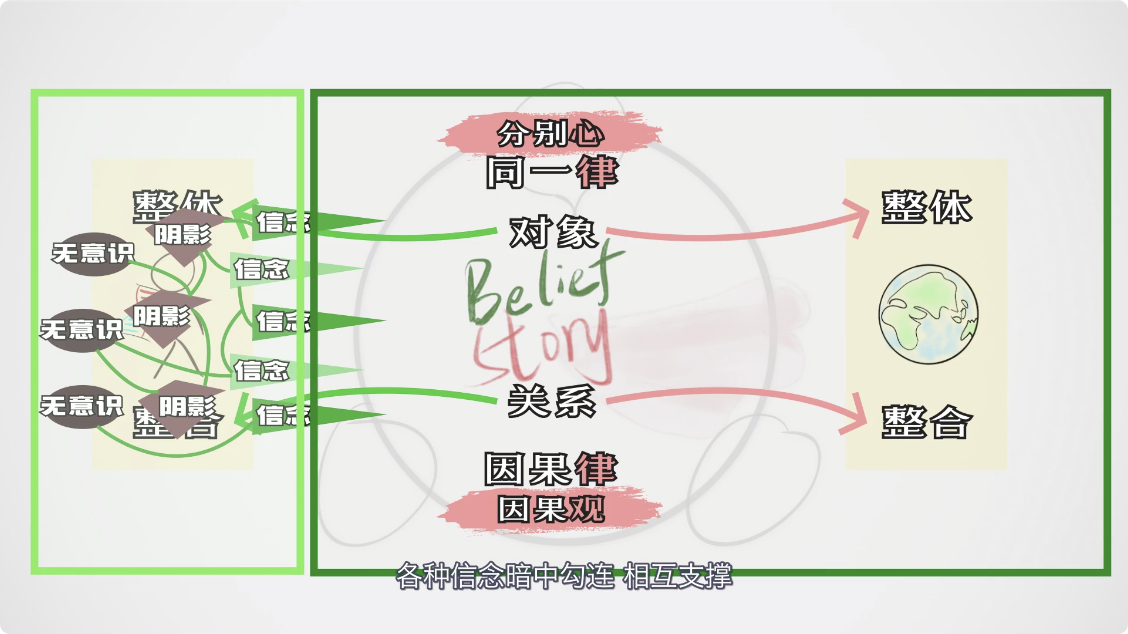 分别心
同一律
整体
阴影
信念
对象
整体
无意识
信念
Belief
阴影
信念
无意识
Story
信念
无意识
阴影
整合
信念
关系
整合
因果律
因果观
各种信念暗中勾连 相互支撑